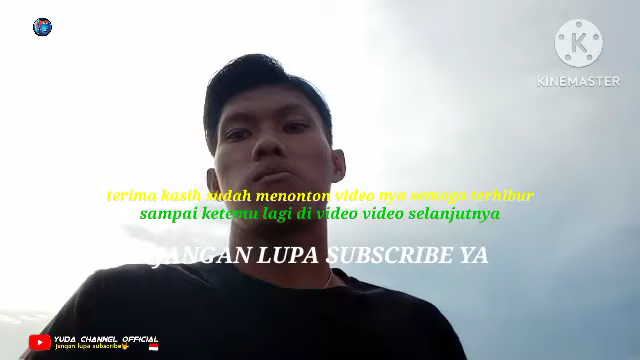 KINEMASTER
terima kasih sudah menonton video nya semoga terhibur
sampai ketemu lagi di video video selanjutnya
JANGAN LUPA SUBSCRIBE YA
YUDA CHANNEL OFFICIAL
Jangan lupa subscribe